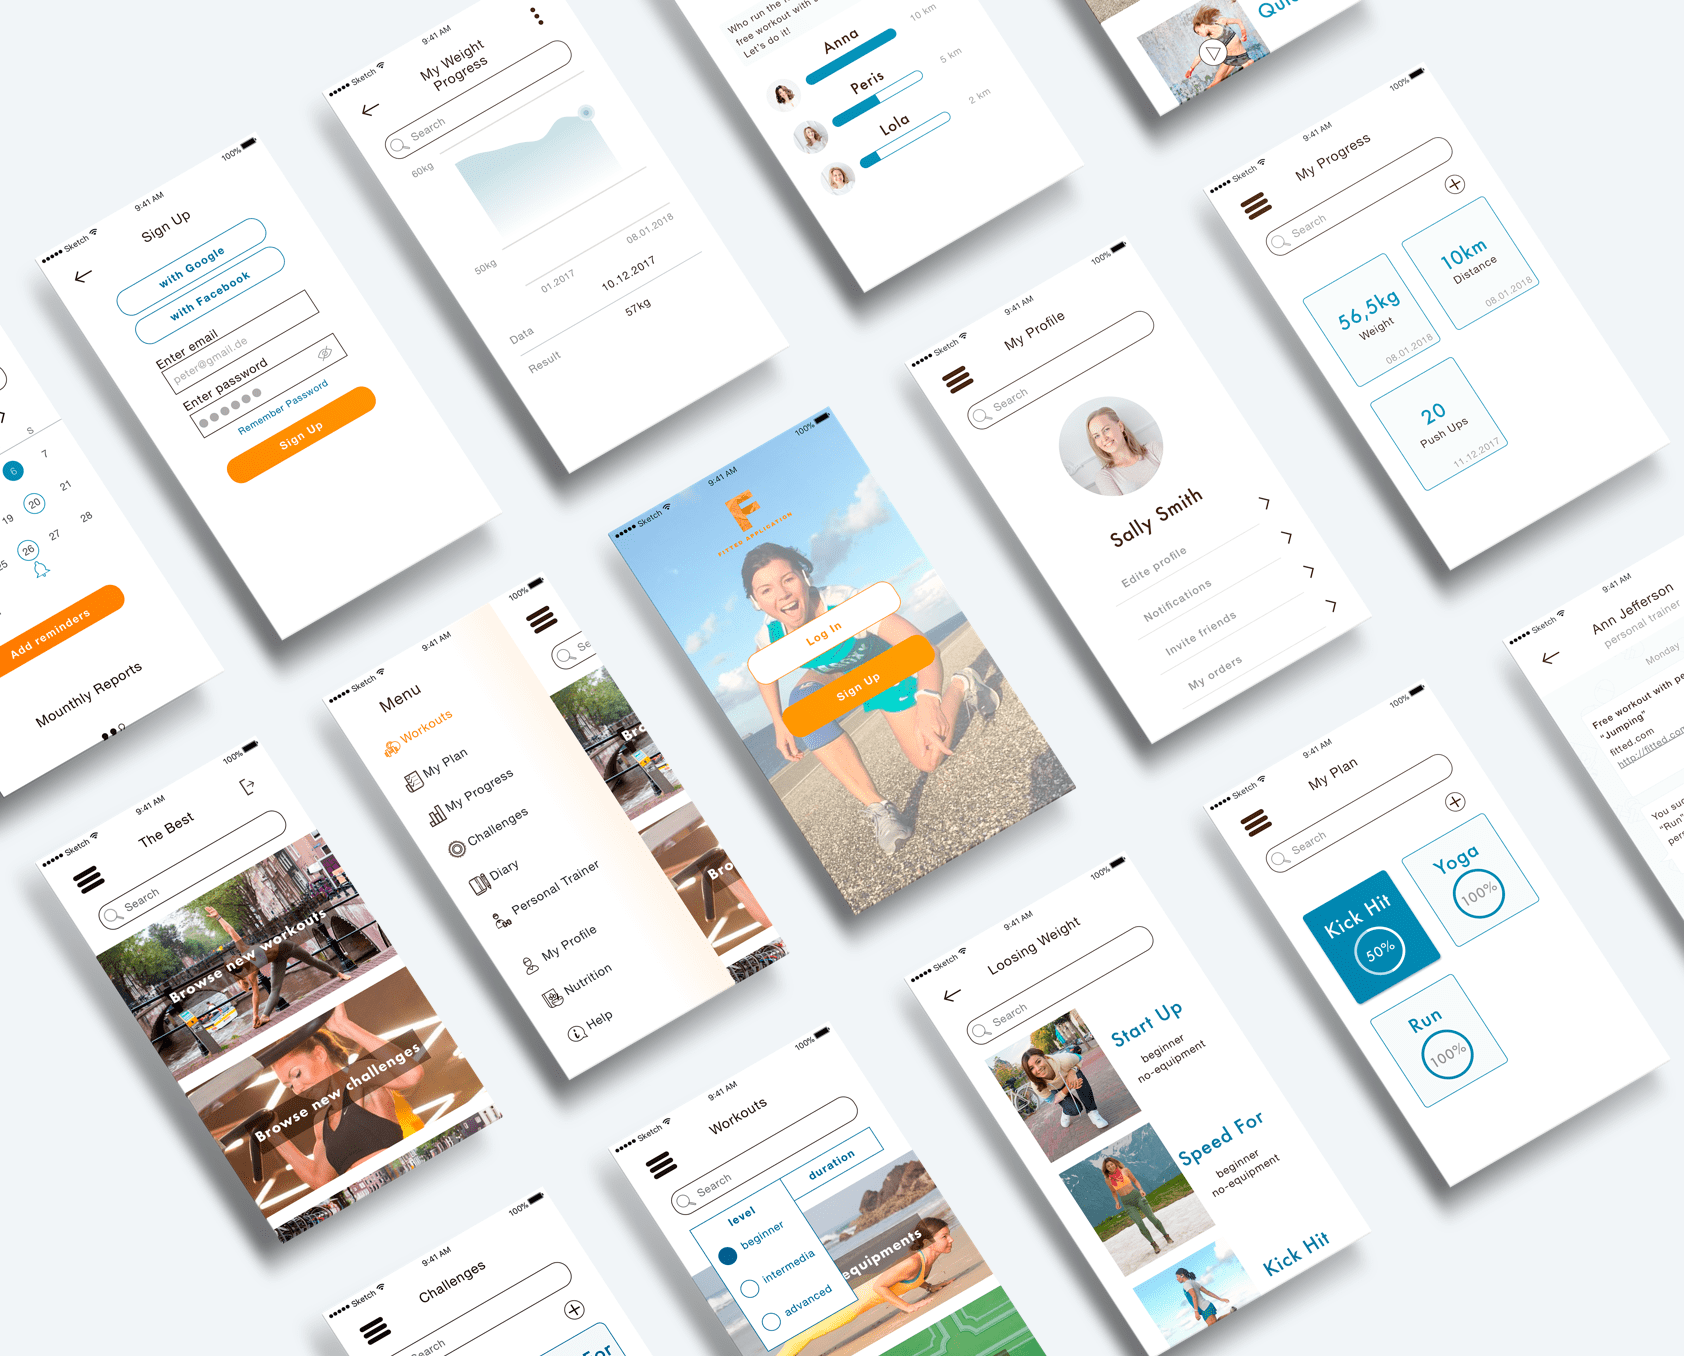 Who run the
free workout with
Let's do it!
Anna
10 km
Peris
5 km
Lola
2 km
Sketch
9:41 AM
My Weight
Progress
Search
60kg
50kg
01.2017
08.01.2018
Data
10.12.2017
Result
57kg
Sketch
9:41 AM
100%
Sign Up
with Google
with Facebook
Enter email
peter@gmail.de
Enter password
Remember Password
Sign Up
Sketch
9:41 AM
100%
My Progress
Search
56,5kg
Weight
08.01.2018
10km
Distance
08.01.2018
20
Push Ups
11.12.2017
Sketch
9:41 AM
100%
My Profile
Search
Sally Smith
Edite profile
Notifications
Invite friends
My orders
S
6
7
19
20
21
25
26
27
28
Add reminders
Mounthly Reports
Sketch
9:41 AM
100%
F
FITTED APPLICATION
Log In
Sign Up
Sketch
9:41 AM
100%
Menu
Workouts
My Plan
My Progress
Challenges
Diary
Personal Trainer
My Profile
Nutrition
Help
Se
Bro
Bro
Sketch
9:41 AM
100%
The Best
Search
Browse new workouts
Browse new challenges
Sketch
9:41 AM
Ann Jefferson
personal trainer
Monday
Free workout with pe
"Jumping"
fitted.com
http://fitted.com
You su
"Run"
pers
Sketch
9:41 AM
100%
My Plan
Search
Kick Hit
50%
Yoga
100%
Run
100%
Sketch
9:41 AM
100%
Loosing Weight
Search
Start Up
beginner
no-equipment
Speed For
beginner
no-equipment
Kick Hit
Sketch
9:41 AM
100%
Workouts
Search
level
duration
beginner
intermedia
advanced
equipments
Sketch
9:41 AM
100%
Challenges
Search
For